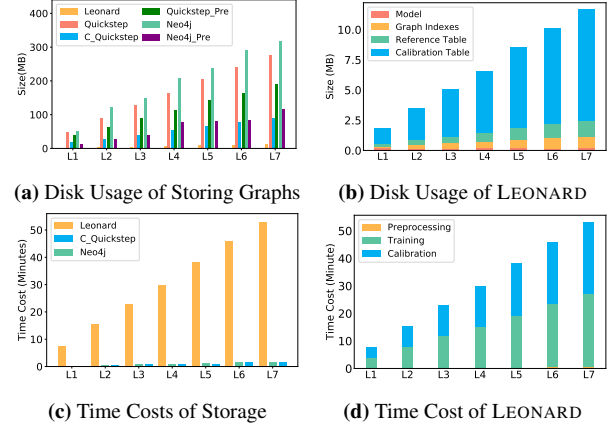 Leonard
Quickstep
C_Quickstep
Quickstep_Pre
Neo4j
Neo4j_Pre
Size(MB)
400
300
200
100
0
L1 L2 L3 L4 L5 L6 L7
(a) Disk Usage of Storing Graphs
Model
Graph Indexes
Reference Table
Calibration Table
Size (MB)
10.0
7.5
5.0
2.5
0.0
L1 L2 L3 L4 L5 L6 L7
(b) Disk Usage of LEONARD
Leonard
C_Quickstep
Neo4j
Time Cost (Minutes)
50
40
30
20
10
0
L1 L2 L3 L4 L5 L6 L7
(c) Time Costs of Storage
Preprocessing
Training
Calibration
Time Cost (Minute)
50
40
30
20
10
0
L1 L2 L3 L4 L5 L6 L7
(d) Time Cost of LEONARD